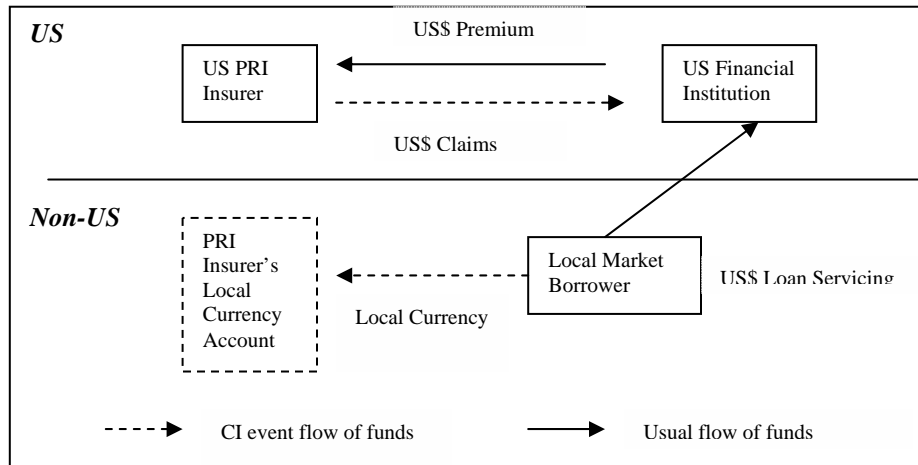 US
US$ Premium
US PRI
Insurer
US Financial
Institution
US$ Claims
Non-US
PRI
Insurer's
Local
Currency
Account
Local Market
Borrower
US$ Loan Servicing
Local Currency
CI event flow of funds
Usual flow of funds